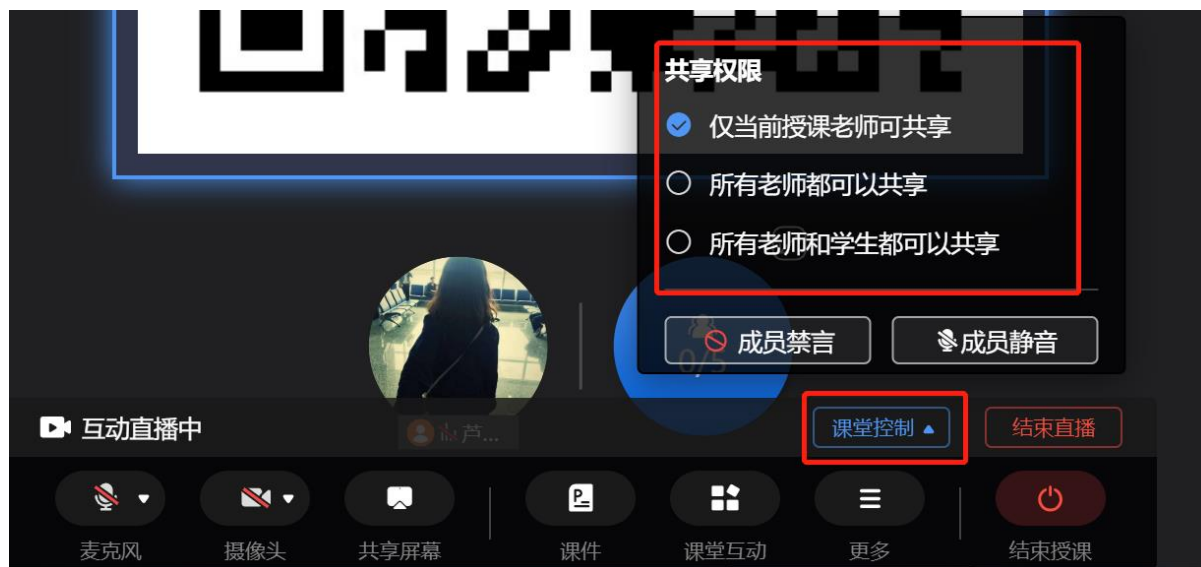 共享权限
仅当前授课老师可共享
所有老师都可以共享
所有老师和学生都可以共享
成员禁言
成员静音
0/5
芦...
互动直播中
课堂控制
结束直播
麦克风
摄像头
共享屏幕
课件
课堂互动
更多
结束授课